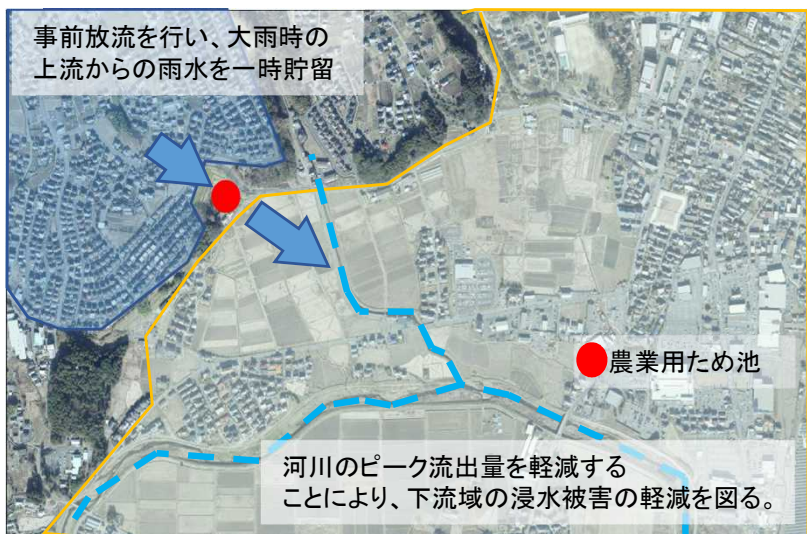 事前放流を行い、大雨時の
上流からの雨水を一時貯留
農業用ため池
河川のピーク流出量を軽減する
ことにより、下流域の浸水被害の軽減を図る。